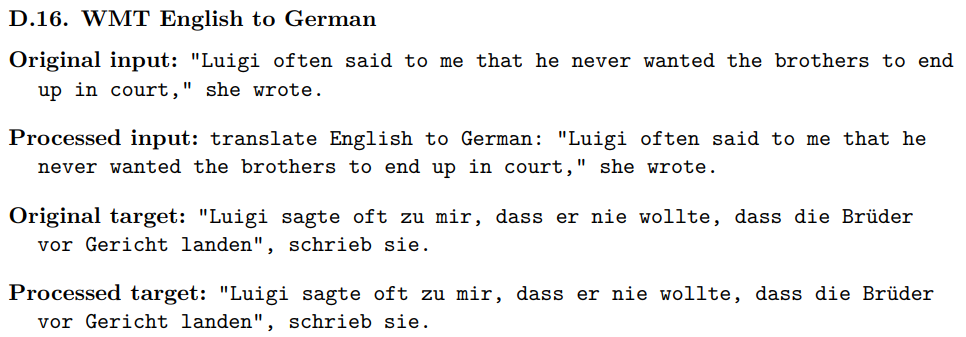 D.16. WMT English to German
Original input: "Luigi often said to me that he never wanted the brothers to end
up in court," she wrote.
Processed input: translate English to German: "Luigi often said to me that he
never wanted the brothers to end up in court," she wrote.
Original target: "Luigi sagte oft zu mir, dass er nie wollte, dass die Brüder
vor Gericht landen", schrieb sie.
Processed target: "Luigi sagte oft zu mir, dass er nie wollte, dass die Brüder
vor Gericht landen", schrieb sie.